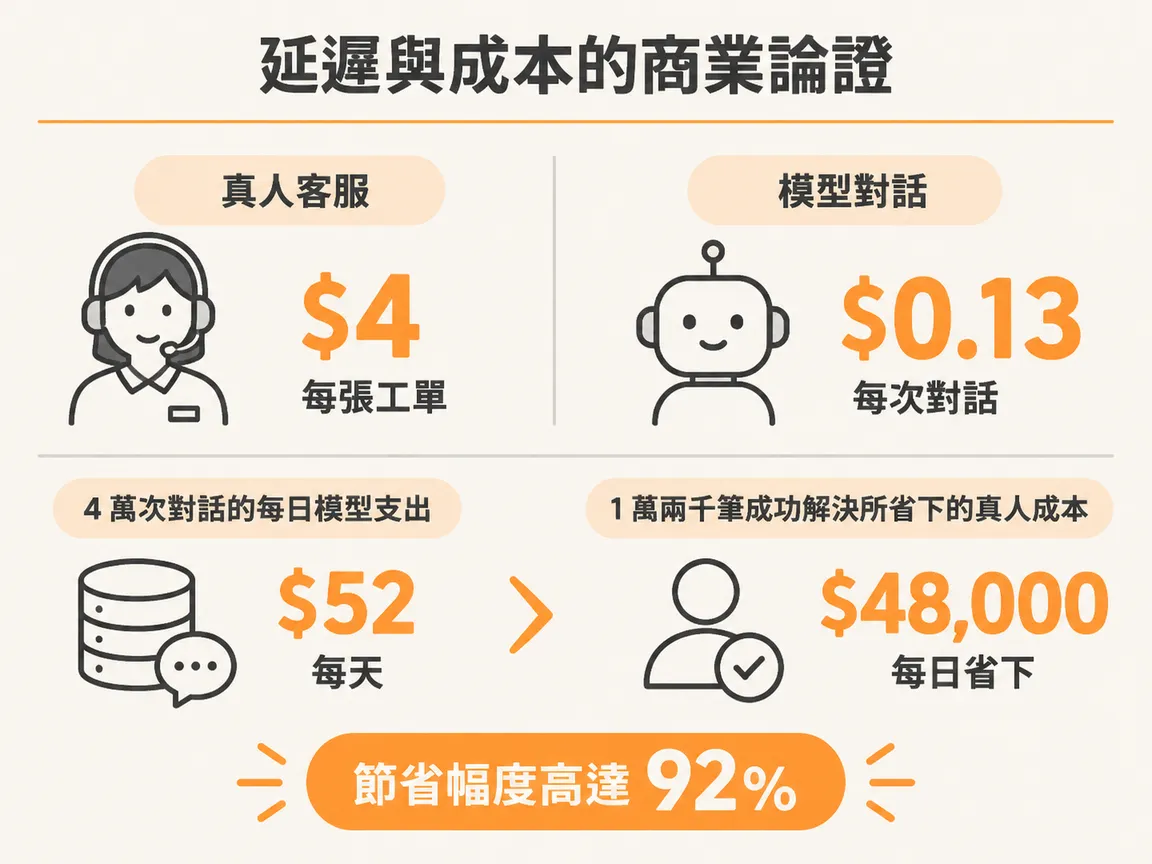 延遲與成本的商業論證
真人客服
$4
每張工單
模型對話
$0.13
每次對話
4 萬次對話的每日模型支出
$52
每天
1 萬兩千筆成功解決所省下的真人成本
$48,000
每日省下
節省幅度高達 92%